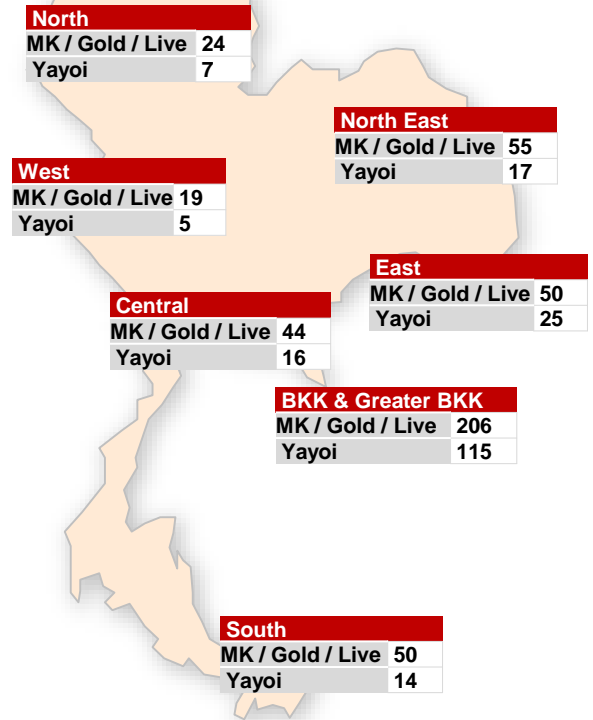 North
MK / Gold / Live 24
Yayoi 7
North East
MK / Gold / Live 55
Yayoi 17
West
MK / Gold / Live 19
Yayoi 5
East
MK / Gold / Live 50
Yayoi 25
Central
MK / Gold / Live 44
Yayoi 16
BKK & Greater BKK
MK / Gold / Live 206
Yayoi 115
South
MK / Gold / Live 50
Yayoi 14